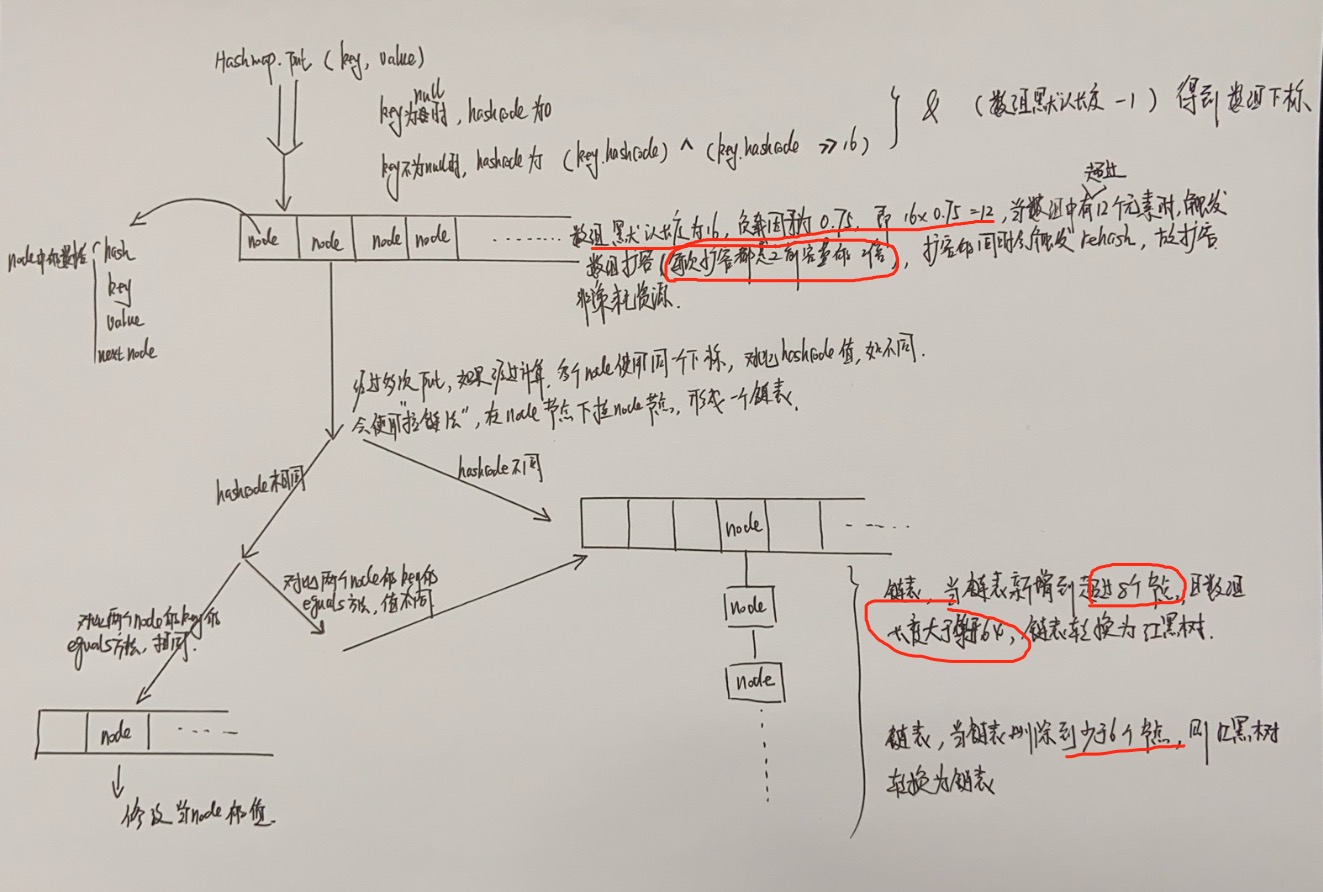 Hashmap.put (key, value)
null
key为时, hashcode为0
key不为null时, hashcode为 (key.hashcode) ^ (key.hashcode >>> 16)
& (数组默认长度 -1) 得到数组下标
node node node node ········
node中的数据
hash
key
value
next node
超过
数组默认长度为16, 负载因子为0.75, 即 16×0.75=12, 当数组中有12个元素时, 触发
数组扩容(每次扩容都是之前容量的2倍), 扩容的同时会触发rehash, 故扩容
非常耗资源.
经过多次put, 如果经过计算, 多个node使用同一个下标, 对比hashcode值, 如不同.
会使用"拉链法", 在node节点下挂node节点, 形成一个链表.
hashcode相同
hashcode不同
对比两个node的key的
equals方法, 值不同
对比两个node的key的
equals方法, 相同.
node ----
修改当node的值.
node -----
node
node
链表, 当链表新增到超过8个节点, 且数组
长度大于等于64, 链表转换为红黑树.
链表, 当链表删除到少于6个节点, 则红黑树
转换为链表